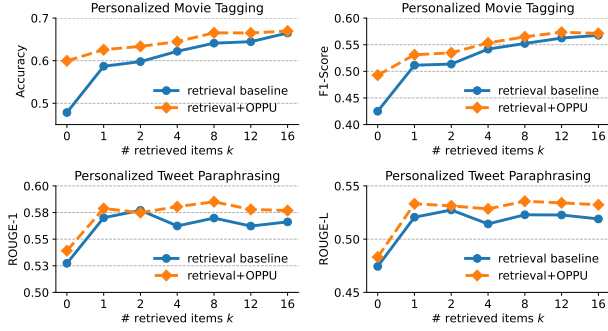 Personalized Movie Tagging
Accuracy
0.7
0.6
0.5
retrieval baseline
retrieval+OPPU
0 1 2 4 8 12 16
# retrieved items k
Personalized Movie Tagging
F1-Score
0.60
0.55
0.50
0.45
0.40
retrieval baseline
retrieval+OPPU
0 1 2 4 8 12 16
# retrieved items k
Personalized Tweet Paraphrasing
ROUGE-1
0.60
0.58
0.55
0.53
0.50
retrieval baseline
retrieval+OPPU
0 1 2 4 8 12 16
# retrieved items k
Personalized Tweet Paraphrasing
ROUGE-L
0.55
0.50
0.45
retrieval baseline
retrieval+OPPU
0 1 2 4 8 12 16
# retrieved items k